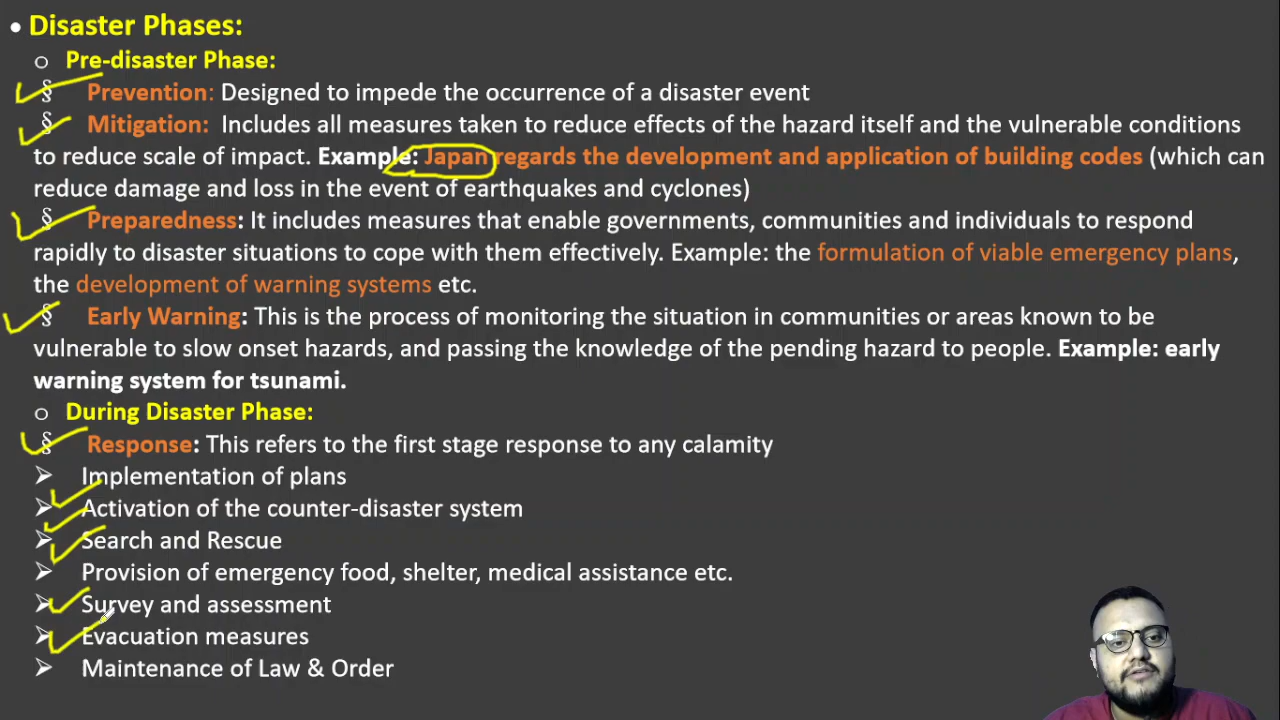 • Disaster Phases:
o Pre-disaster Phase:
§ Prevention: Designed to impede the occurrence of a disaster event
§ Mitigation: Includes all measures taken to reduce effects of the hazard itself and the vulnerable conditions
to reduce scale of impact. Example: Japan regards the development and application of building codes (which can
reduce damage and loss in the event of earthquakes and cyclones)
§ Preparedness: It includes measures that enable governments, communities and individuals to respond
rapidly to disaster situations to cope with them effectively. Example: the formulation of viable emergency plans,
the development of warning systems etc.
§ Early Warning: This is the process of monitoring the situation in communities or areas known to be
vulnerable to slow onset hazards, and passing the knowledge of the pending hazard to people. Example: early
warning system for tsunami.
o During Disaster Phase:
§ Response: This refers to the first stage response to any calamity
➢ Implementation of plans
➢ Activation of the counter-disaster system
➢ Search and Rescue
➢ Provision of emergency food, shelter, medical assistance etc.
➢ Survey and assessment
➢ Evacuation measures
➢ Maintenance of Law & Order